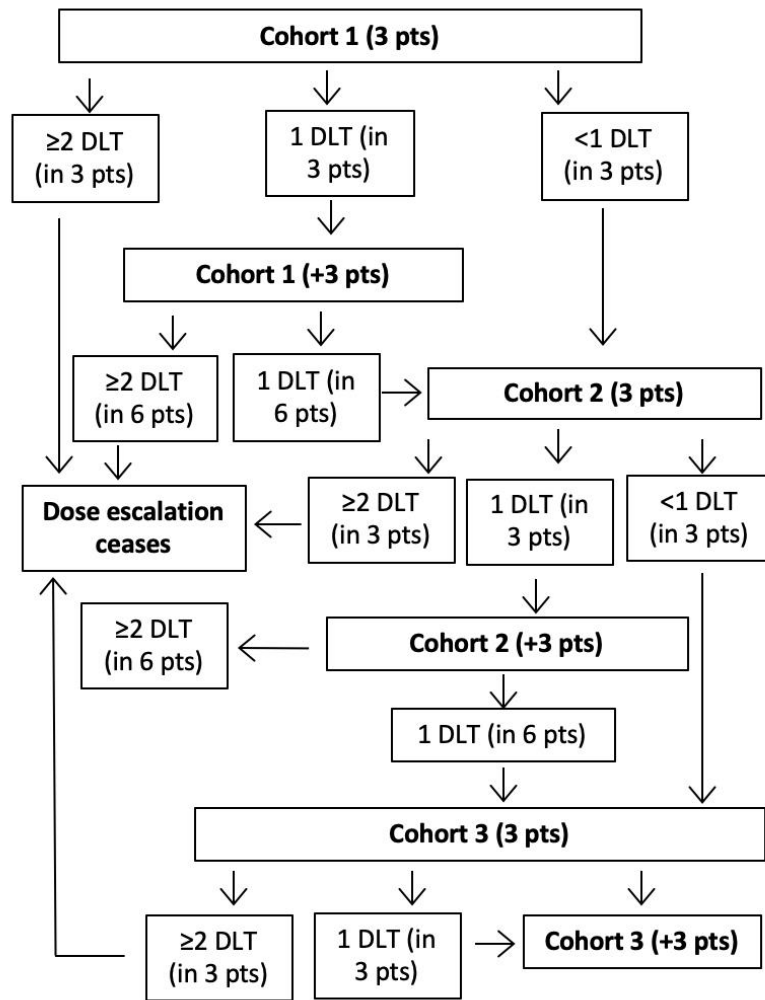 Cohort 1 (3 pts)
≥2 DLT
(in 3 pts)
1 DLT (in
3 pts)
<1 DLT
(in 3 pts)
Cohort 1 (+3 pts)
≥2 DLT
(in 6 pts)
1 DLT (in
6 pts)
Cohort 2 (3 pts)
Dose escalation
ceases
≥2 DLT
(in 3 pts)
1 DLT (in
3 pts)
<1 DLT
(in 3 pts)
≥2 DLT
(in 6 pts)
Cohort 2 (+3 pts)
1 DLT (in 6 pts)
Cohort 3 (3 pts)
≥2 DLT
(in 3 pts)
1 DLT (in
3 pts)
Cohort 3 (+3 pts)